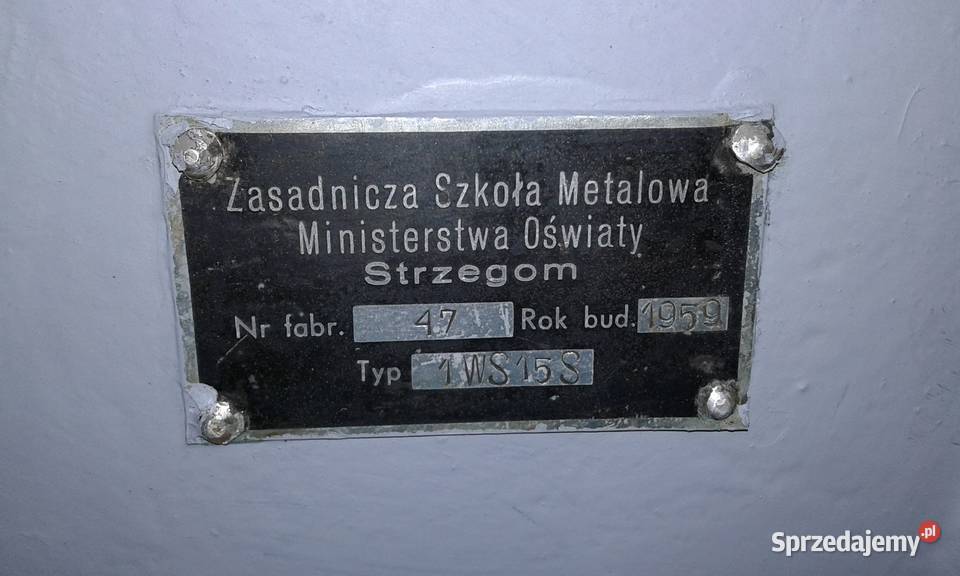 Zasadnicza Szkoła Metalowa
Ministerstwa Oświaty
Strzegom
Nr fabr. 47 Rok bud. 1959
Typ 1WS15S
Sprzedajemy.pl